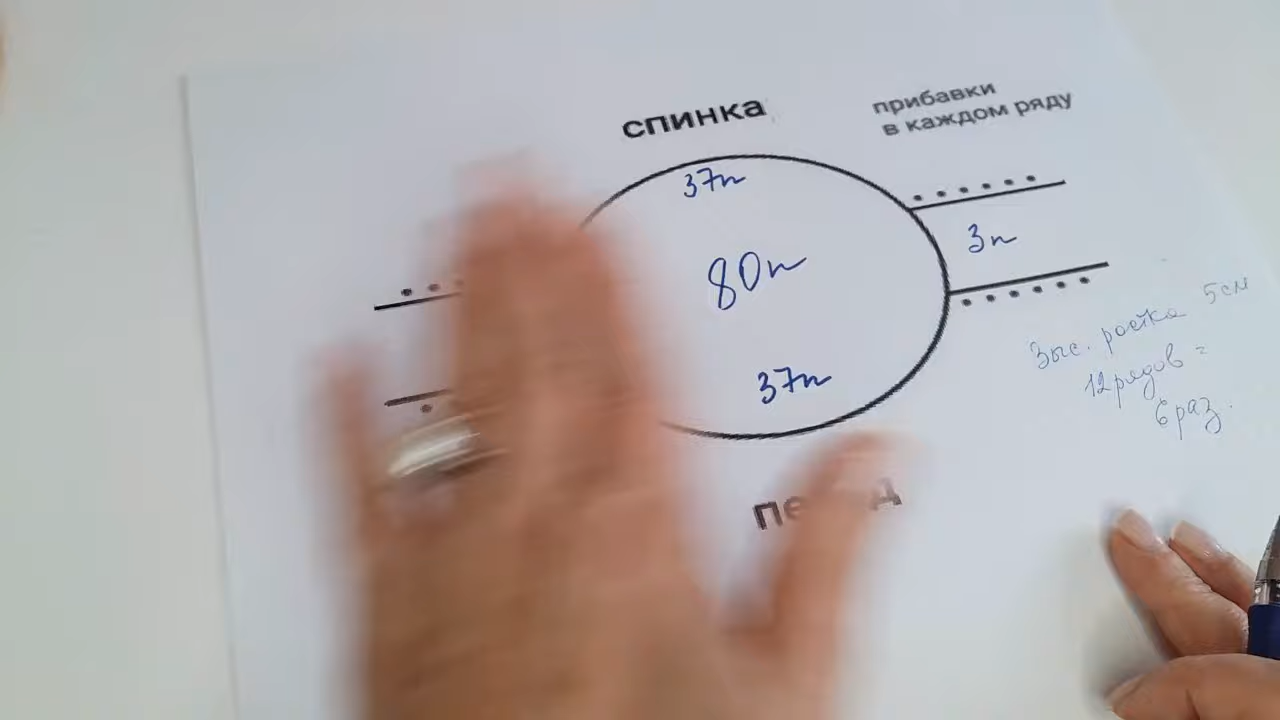 спинка
прибавки
в каждом ряду
37п
80п
3п
37п
Выс. ростка 5см
12рядов =
6раз.